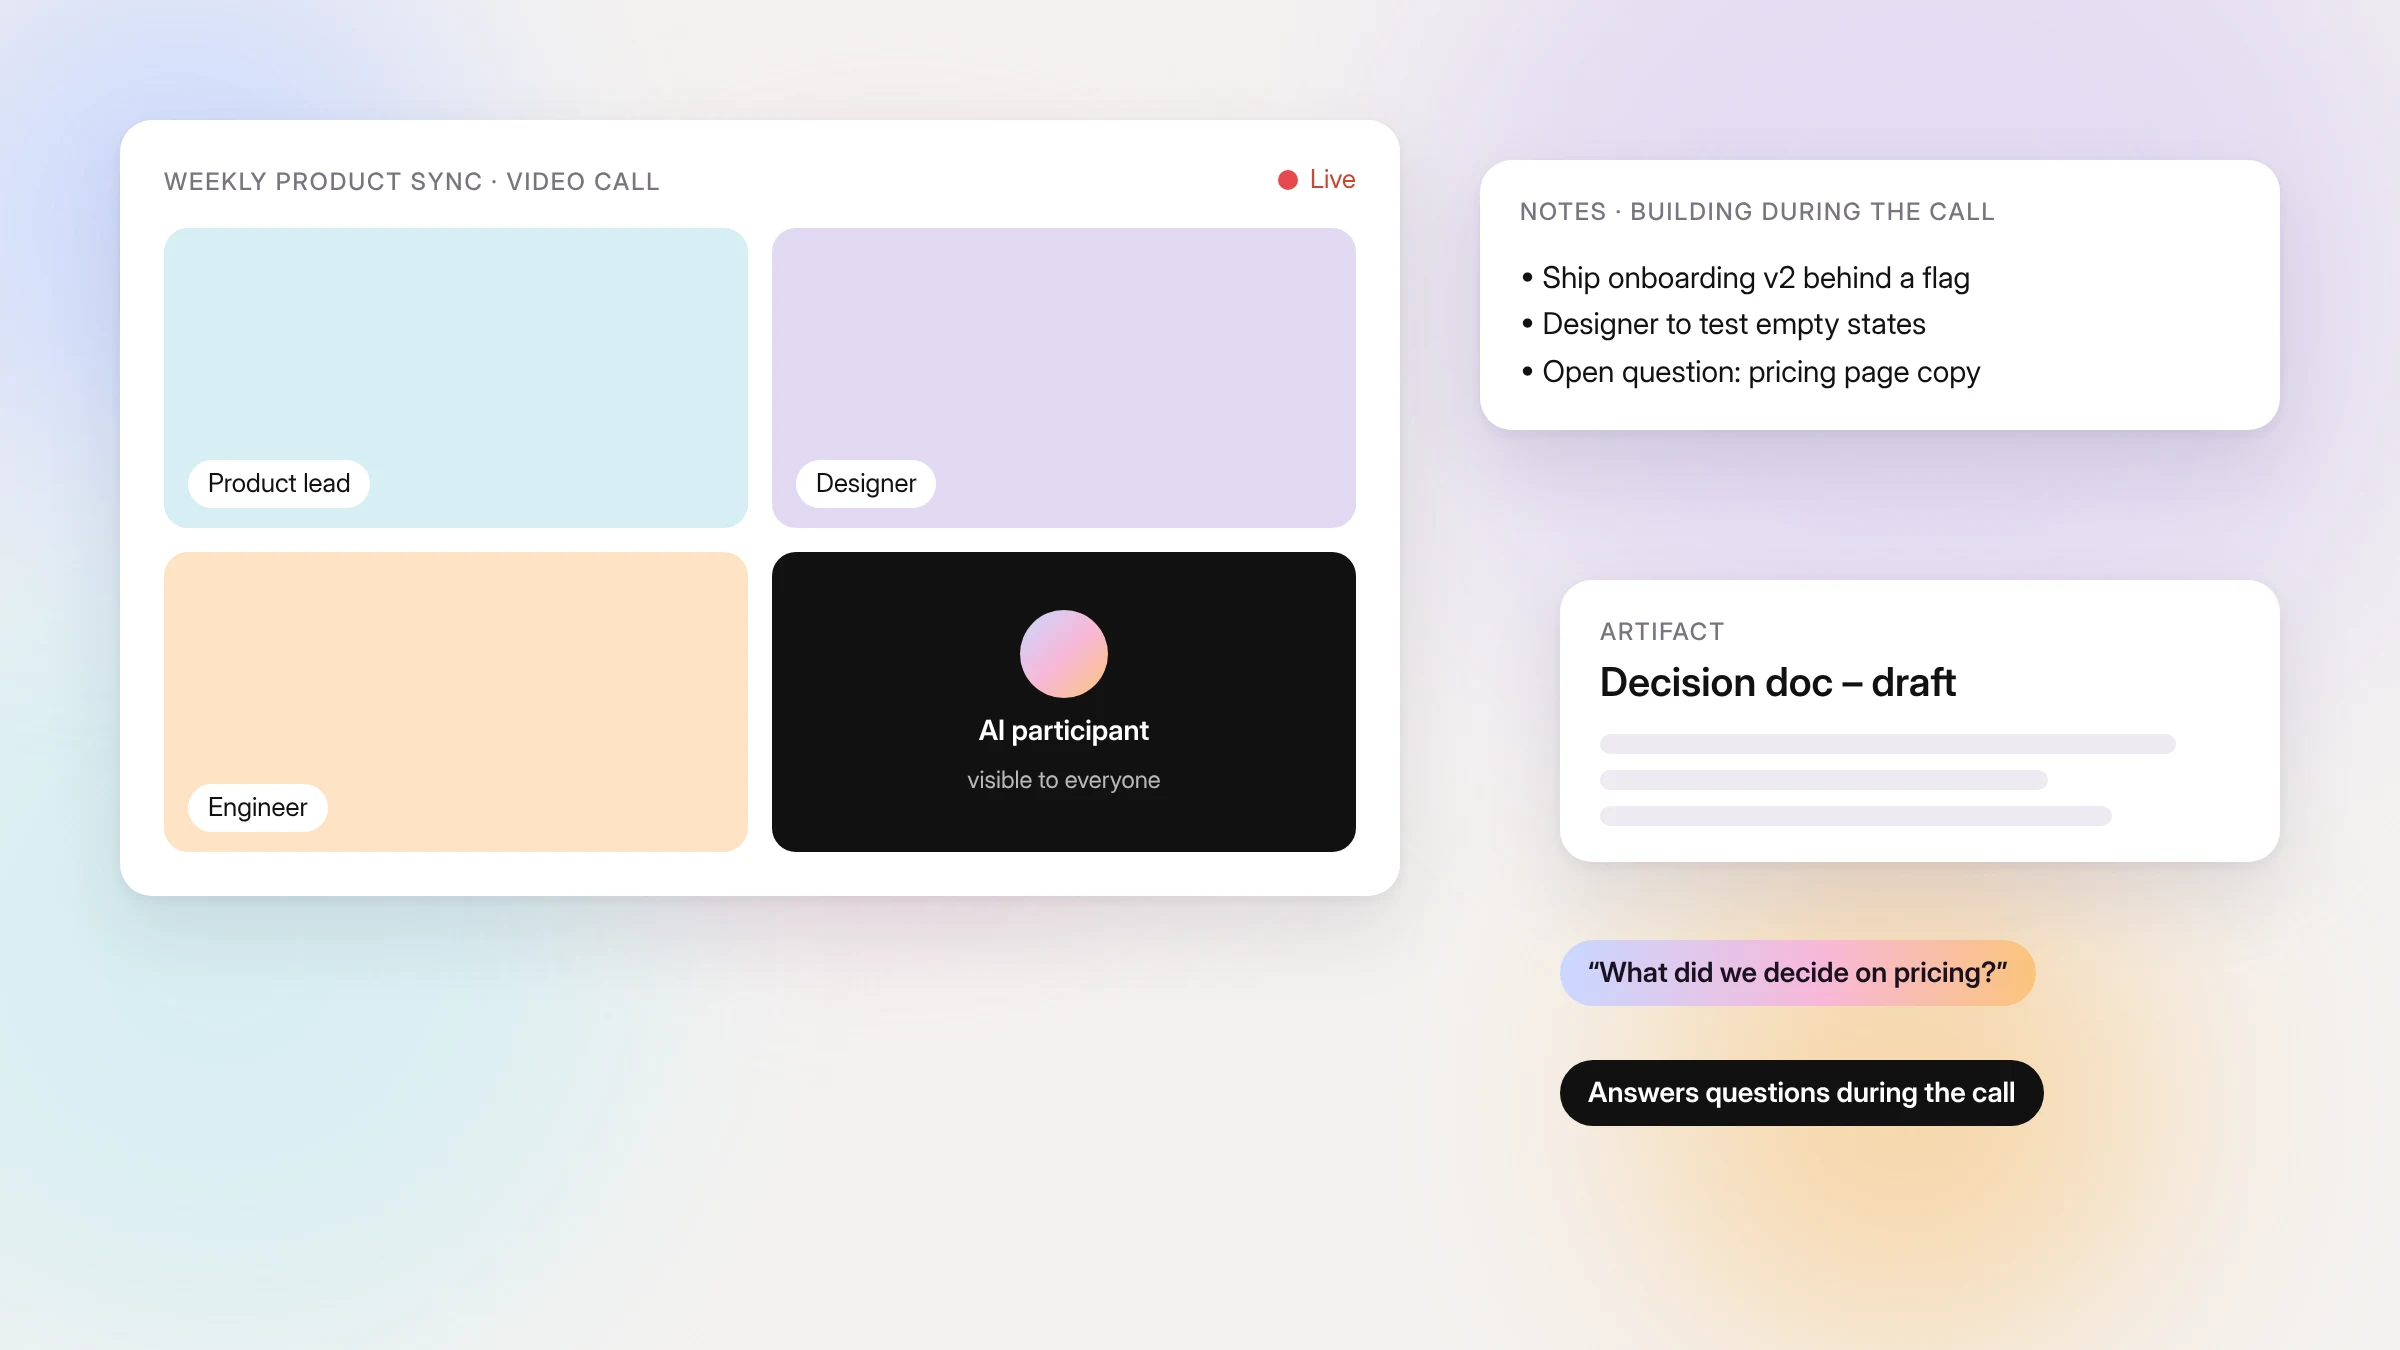 WEEKLY PRODUCT SYNC · VIDEO CALL
Live
Product lead
Designer
Engineer
AI participant
visible to everyone
NOTES · BUILDING DURING THE CALL
• Ship onboarding v2 behind a flag
• Designer to test empty states
• Open question: pricing page copy
ARTIFACT
Decision doc – draft
“What did we decide on pricing?”
Answers questions during the call